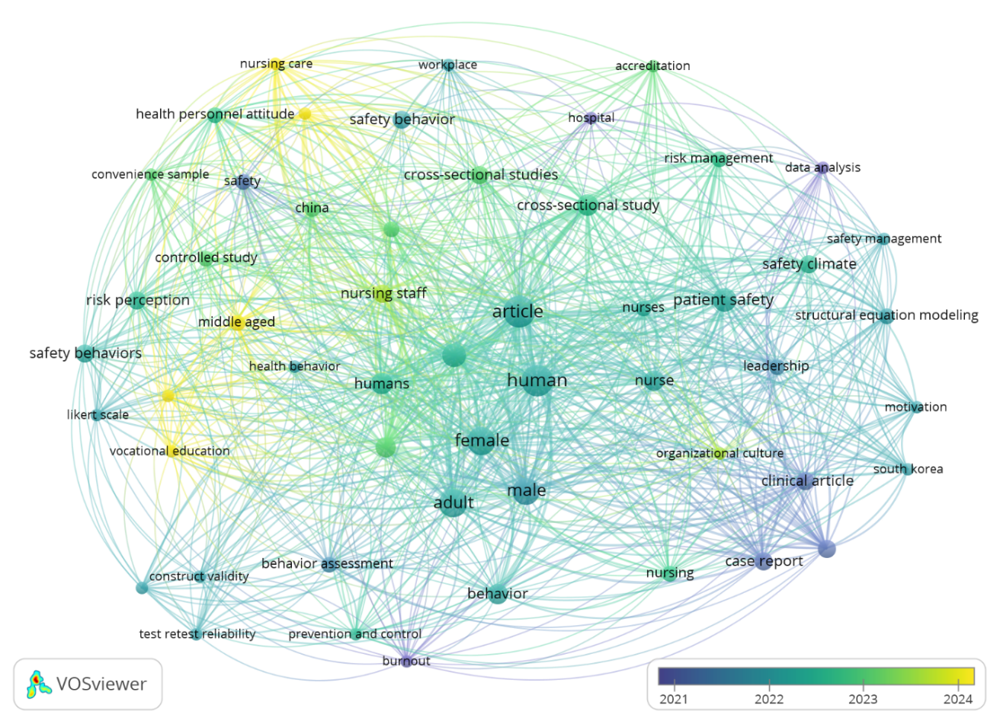 nursing care
workplace
accreditation
health personnel attitude
safety behavior
hospital
risk management
data analysis
convenience sample
safety
cross-sectional studies
china
cross-sectional study
safety management
controlled study
safety climate
nursing staff
risk perception
middle aged
article
nurses
patient safety
structural equation modeling
safety behaviors
health behavior
humans
human
nurse
leadership
likert scale
motivation
vocational education
female
organizational culture
south korea
clinical article
male
adult
construct validity
behavior assessment
behavior
nursing
case report
test retest reliability
prevention and control
burnout
VOSviewer
2021 2022 2023 2024